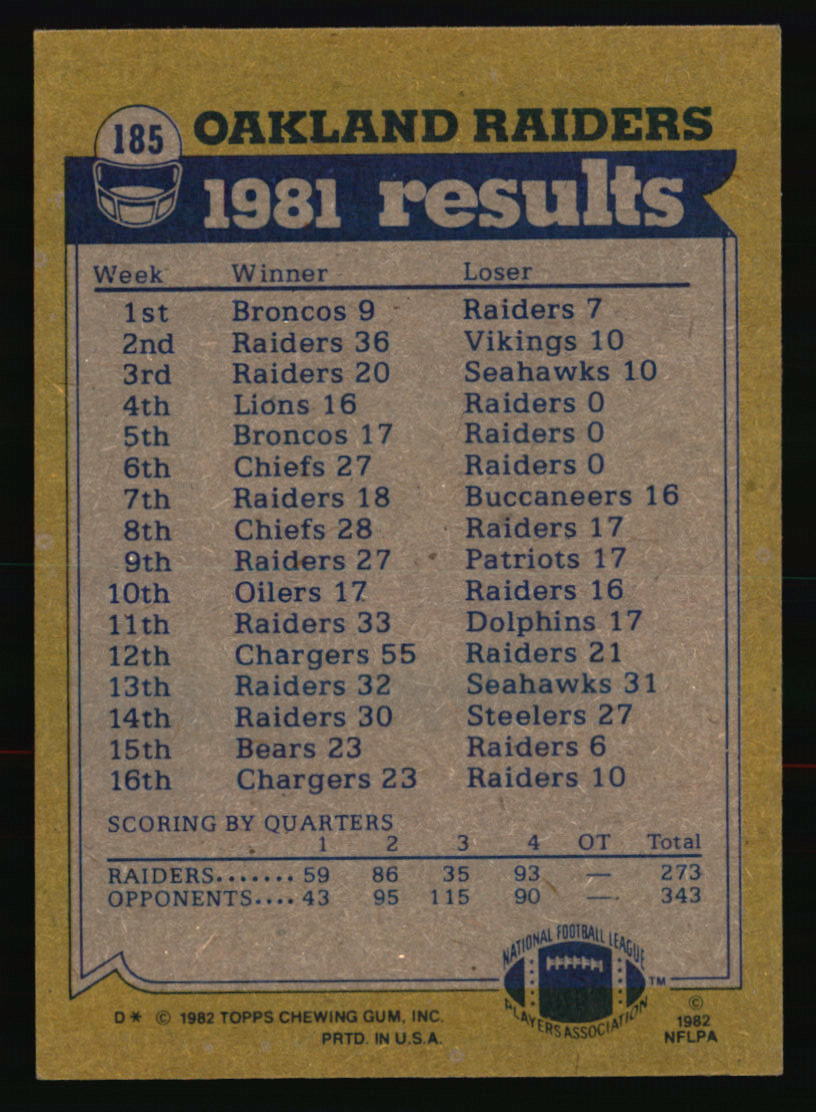 185 OAKLAND RAIDERS
1981 results
Week Winner Loser
1st Broncos 9 Raiders 7
2nd Raiders 36 Vikings 10
3rd Raiders 20 Seahawks 10
4th Lions 16 Raiders 0
5th Broncos 17 Raiders 0
6th Chiefs 27 Raiders 0
7th Raiders 18 Buccaneers 16
8th Chiefs 28 Raiders 17
9th Raiders 27 Patriots 17
10th Oilers 17 Raiders 16
11th Raiders 33 Dolphins 17
12th Chargers 55 Raiders 21
13th Raiders 32 Seahawks 31
14th Raiders 30 Steelers 27
15th Bears 23 Raiders 6
16th Chargers 23 Raiders 10
SCORING BY QUARTERS
1 2 3 4 OT Total
RAIDERS....... 59 86 35 93 — 273
OPPONENTS.... 43 95 115 90 — 343
NATIONAL FOOTBALL LEAGUE
PLAYERS ASSOCIATION
TM
D* © 1982 TOPPS CHEWING GUM, INC.
PRTD. IN U.S.A.
©
1982
NFLPA